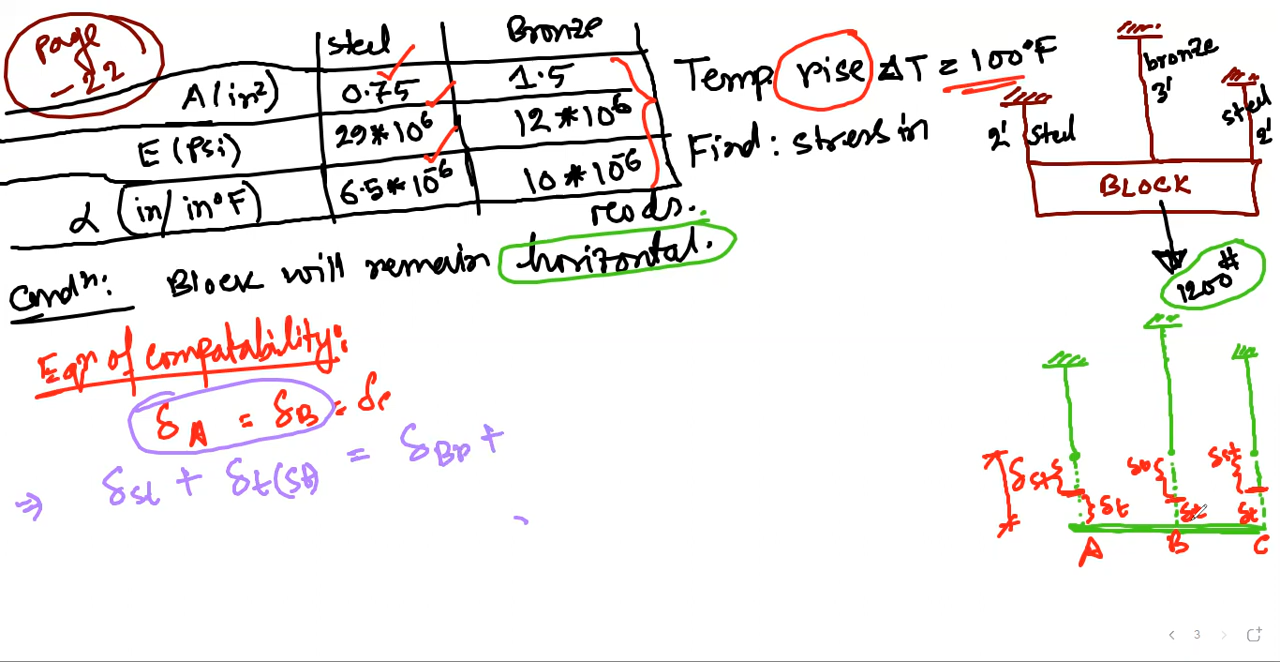 Page
- 22
Steel Bronze
A (in²) 0.75 1.5
E (Psi) 29*10⁶ 12*10⁶
α (in/in°F) 6.5*10⁻⁶ 10*10⁻⁶
Temp. rise ΔT = 100°F
Find: stress in
rods.
Condⁿ: Block will remain horizontal.
Eqⁿ of compatability:
δA = δB = δc
⇒ δst + δt(st) = δBr +
bronze
3'
steel
2'
2' steel
BLOCK
1200#
δst
δt
δb
δt
δst
δt
A B C
3